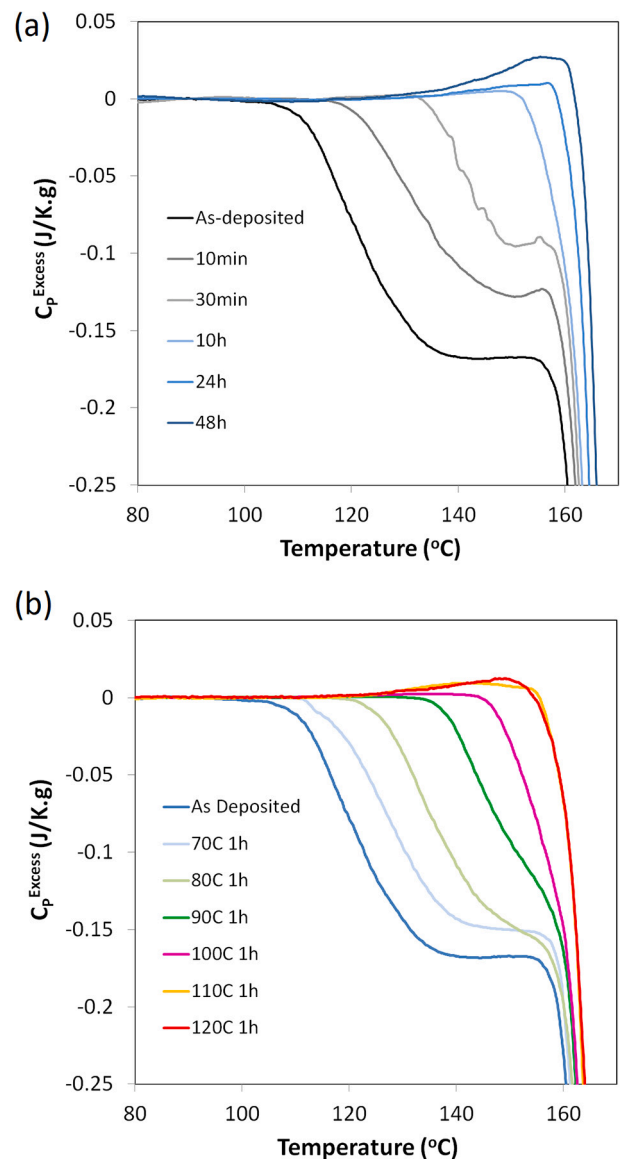 (a)
0.05
0
-0.05
-0.1
-0.15
-0.2
-0.25
C_P^Excess (J/K.g)
As-deposited
10min
30min
10h
24h
48h
80 100 120 140 160
Temperature (ºC)
(b)
0.05
0
-0.05
-0.1
-0.15
-0.2
-0.25
C_P^Excess (J/K.g)
As Deposited
70C 1h
80C 1h
90C 1h
100C 1h
110C 1h
120C 1h
80 100 120 140 160
Temperature (ºC)